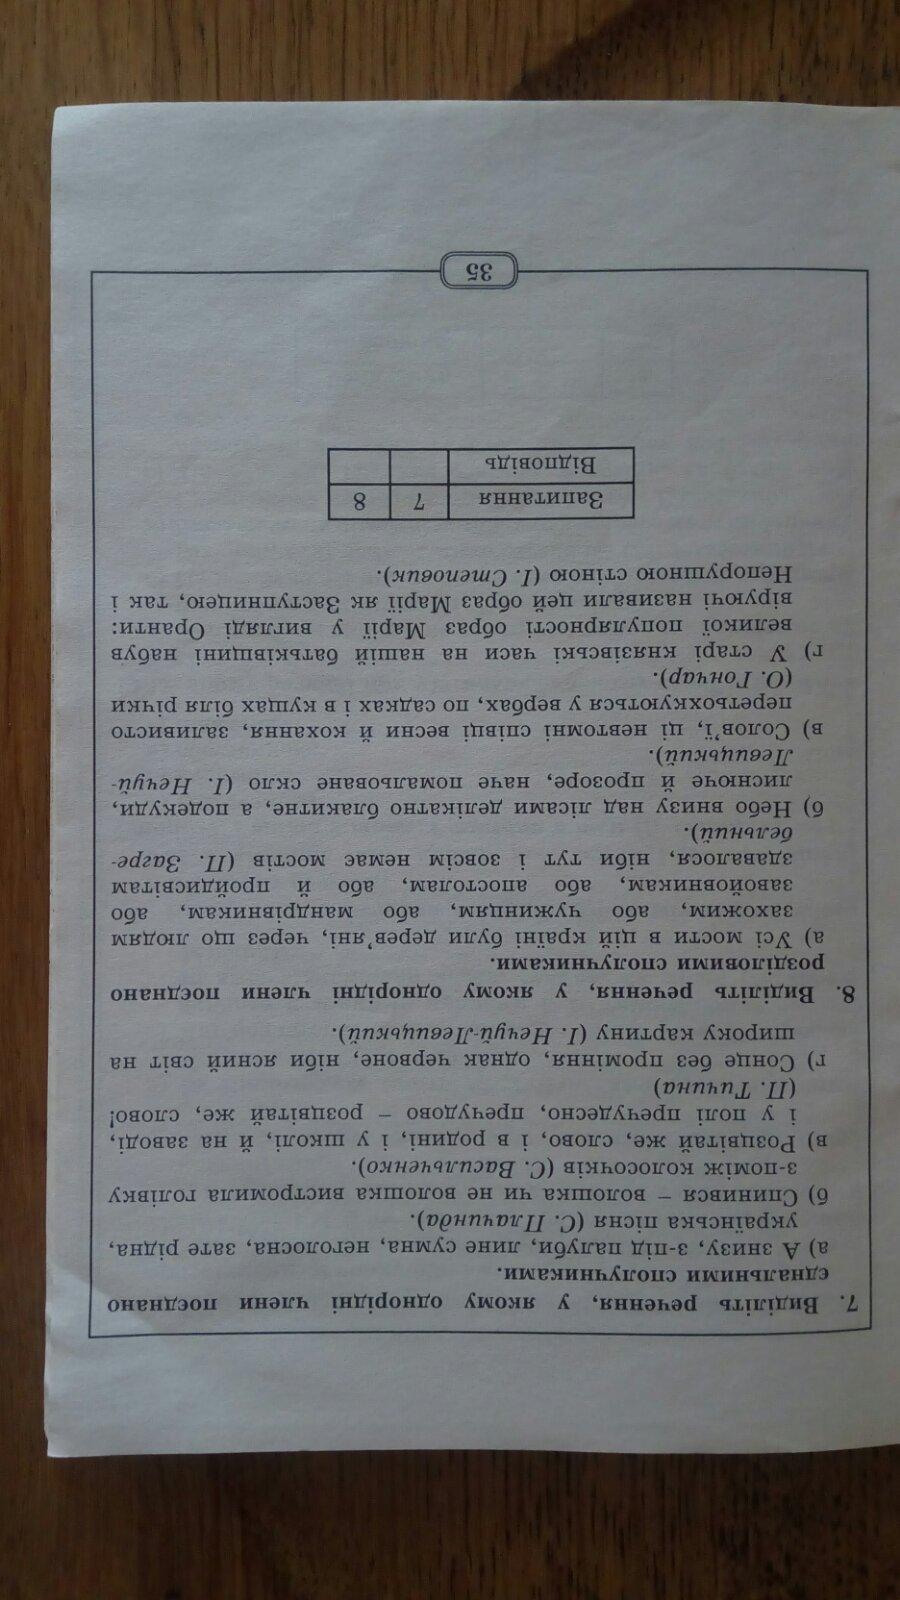 7. Виділіть речення, у якому однорідні члени поєднано
єднальними сполучниками.
а) А знизу, з-під палуби, лине сумна, неголосна, зате рідна,
українська пісня (С. Плачинда).
б) Спинився – волошка чи не волошка вистромила голівку
з-поміж колосочків (С. Васильченко).
в) Розцвітай же, слово, і в родині, і у школі, й на заводі,
і у полі пречудесно, пречудово – розцвітай же, слово!
(П. Тичина)
г) Сонце без проміння, однак червоне, ніби ясний світ на
широку картину (І. Нечуй-Левицький).
8. Виділіть речення, у якому однорідні члени поєднано
розділовими сполучниками.
а) Усі мости в цій країні були дерев’яні, через що людям
захожим, або чужинцям, або мандрівникам, або
завойовникам, або апостолам, або й пройдисвітам
здавалося, ніби тут і зовсім немає мостів (П. Загре-
бельний).
б) Небо внизу над лісами делікатно блакитне, а подекуди,
лиснюче й прозоре, наче помальоване скло (І. Нечуй-
Левицький).
в) Солов’ї, ці невтомні співці весни й кохання, заливисто
перетьохкуються у вербах, по садках і в кущах біля річки
(О. Гончар).
г) У старі князівські часи на нашій батьківщині набув
великої популярності образ Марії у вигляді Оранти:
віруючі називали цей образ Марії як Заступницею, так і
Непорушною стіною (І. Степовик).
Запитання 7 8
Відповідь
35